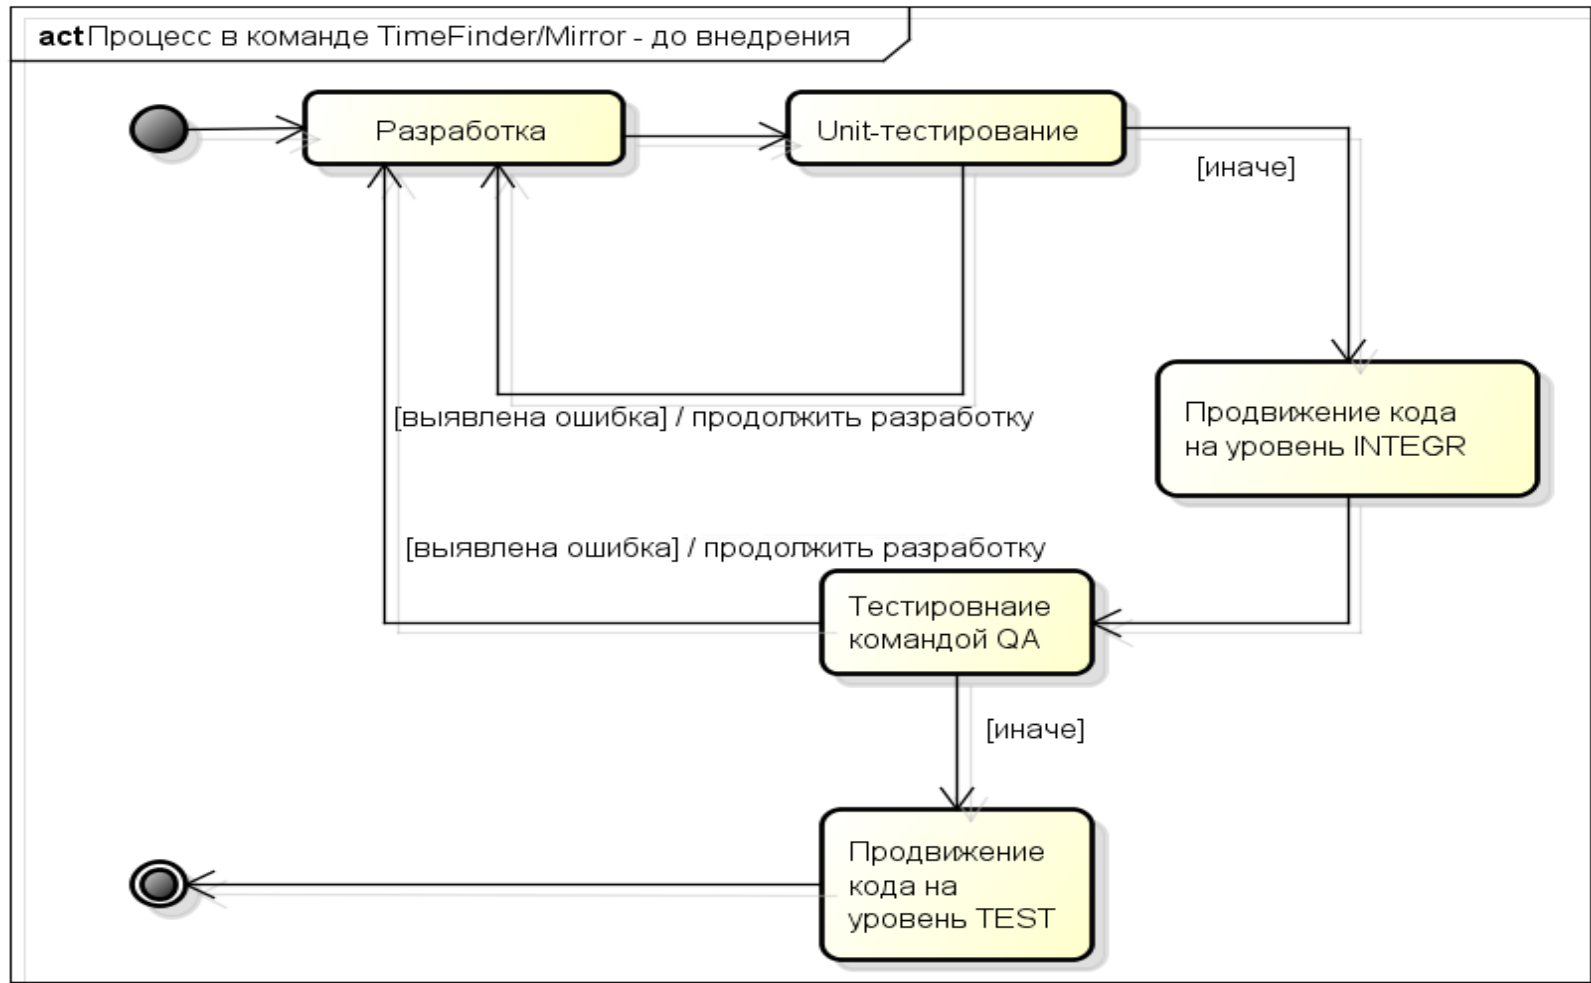 act Процесс в команде TimeFinder/Mirror - до внедрения
Разработка
Unit-тестирование
[иначе]
[выявлена ошибка] / продолжить разработку
Продвижение кода
на уровень INTEGR
[выявлена ошибка] / продолжить разработку
Тестировнаие
командой QA
[иначе]
Продвижение
кода на
уровень TEST